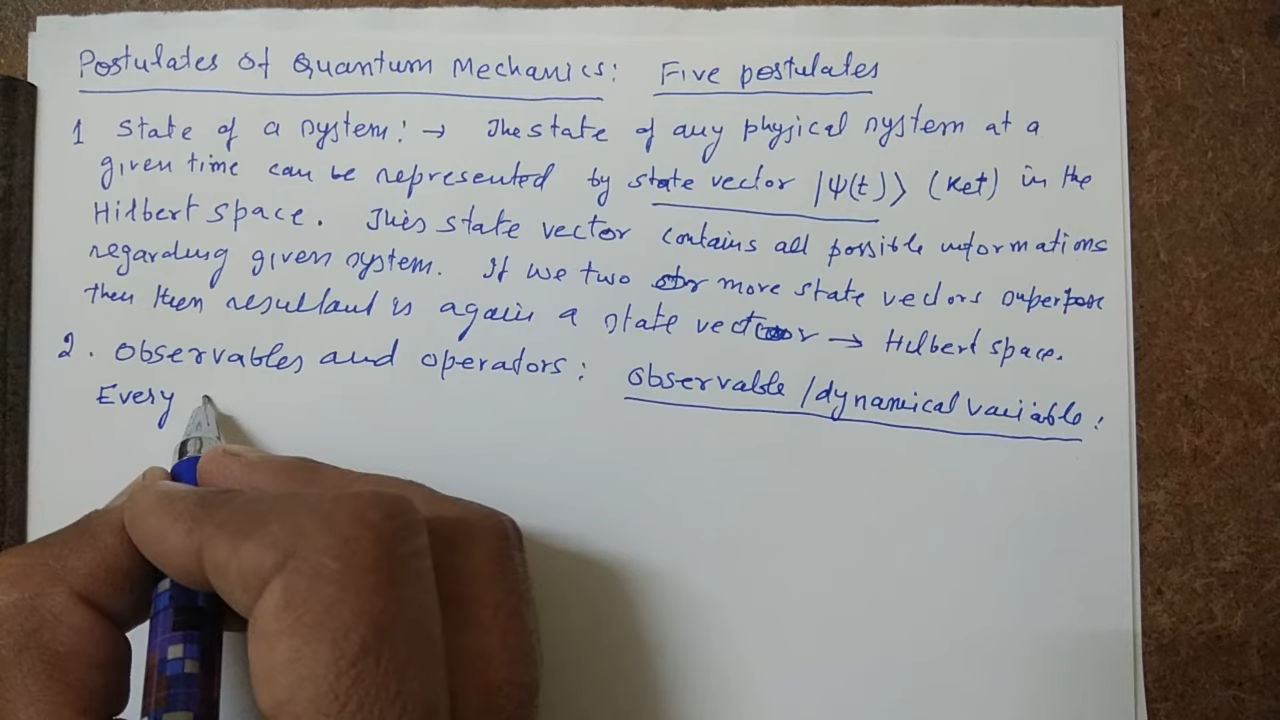 Postulates of Quantum Mechanics: Five postulates
1 State of a system: → The state of any physical system at a
given time can be represented by state vector |Ψ(t)⟩ (Ket) in the
Hilbert space. This state vector contains all possible informations
regarding given system. If we two or more state vectors superpose
then then resultant is again a state vector → Hilbert space.
2. Observables and operators: Observable /dynamical variable:
Every